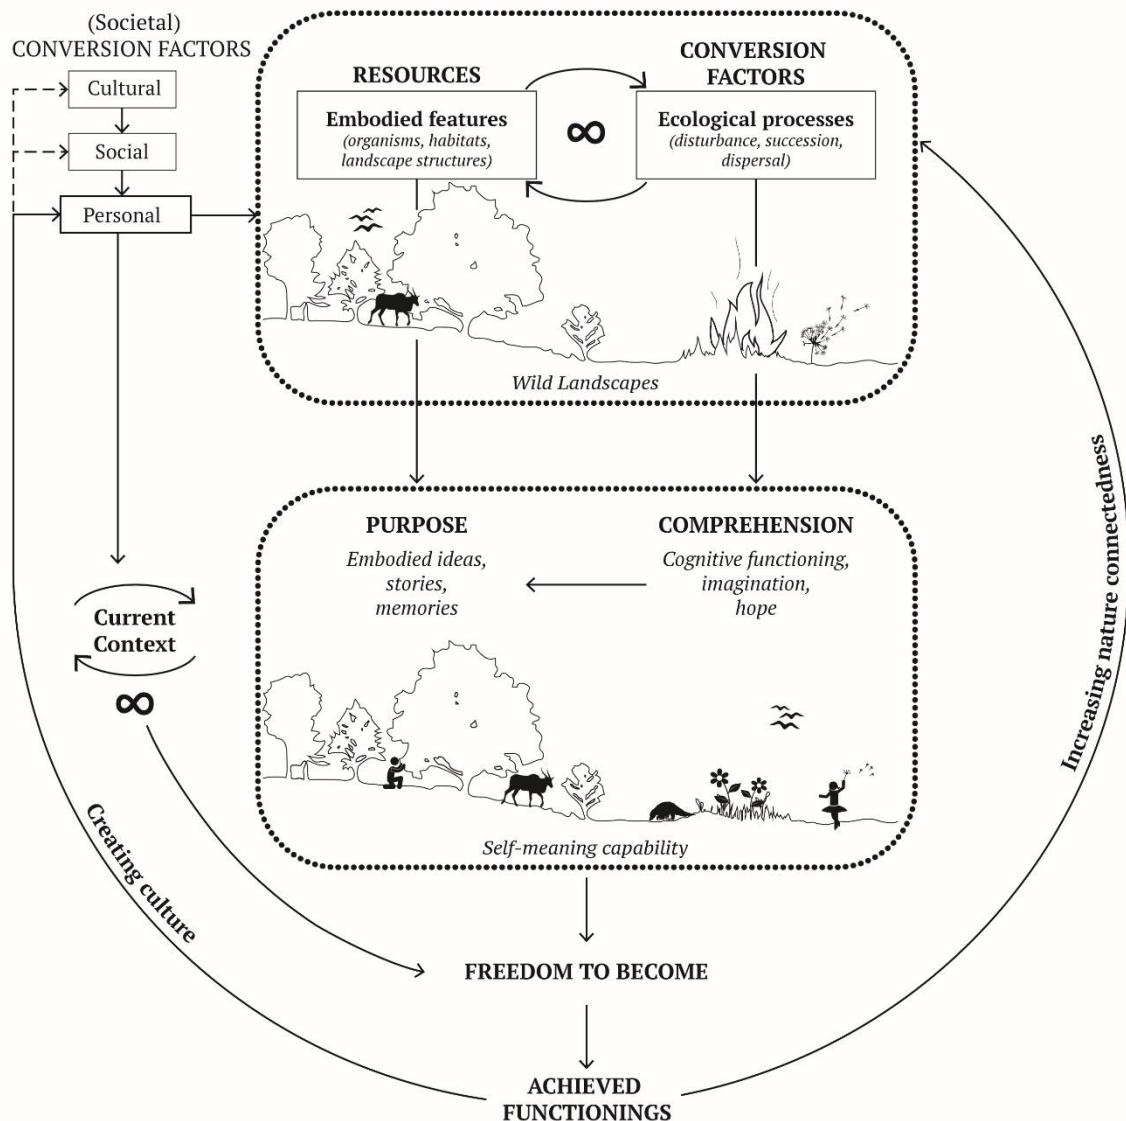 (Societal)
CONVERSION FACTORS
Cultural
Social
Personal
RESOURCES
Embodied features
(organisms, habitats,
landscape structures)
∞
CONVERSION
FACTORS
Ecological processes
(disturbance, succession,
dispersal)
Wild Landscapes
PURPOSE
Embodied ideas,
stories,
memories
COMPREHENSION
Cognitive functioning,
imagination,
hope
Self-meaning capability
Current
Context
∞
Creating culture
Increasing nature connectedness
FREEDOM TO BECOME
ACHIEVED
FUNCTIONINGS